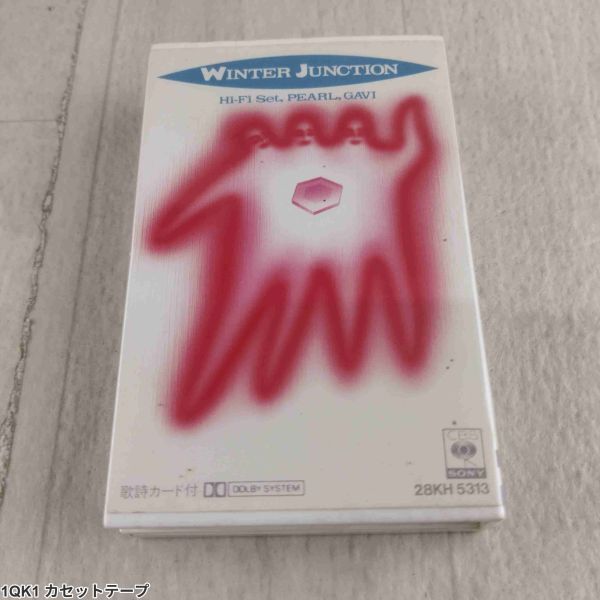 WINTER JUNCTION
HI-FI SET, PEARL, GAVI
CBS
SONY
歌詩カード付 DOLBY SYSTEM
28KH 5313
1QK1 カセットテープ